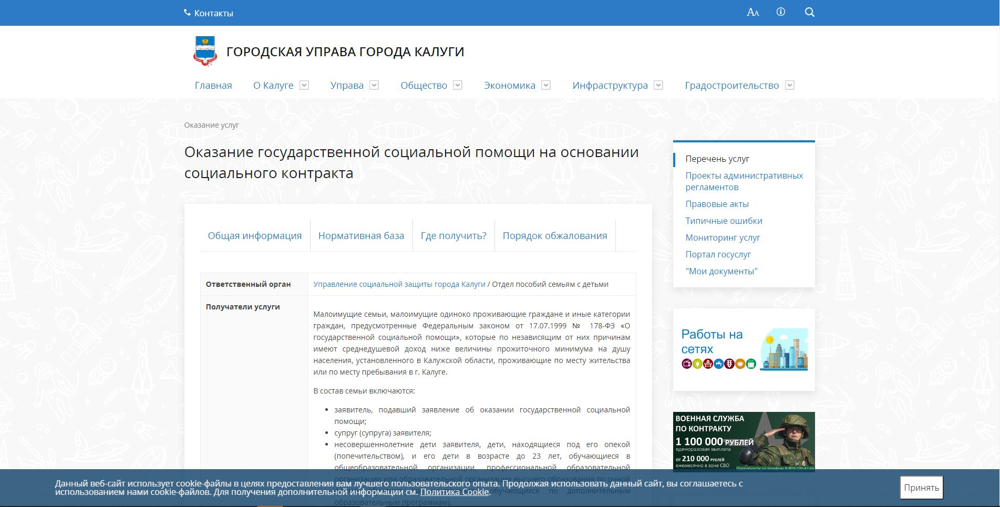 Контакты
ГОРОДСКАЯ УПРАВА ГОРОДА КАЛУГИ
Главная О Калуге Управа Общество Экономика Инфраструктура Градостроительство
Оказание услуг
Оказание государственной социальной помощи на основании
социального контракта
Общая информация Нормативная база Где получить? Порядок обжалования
Ответственный орган Управление социальной защиты города Калуги / Отдел пособий семьям с детьми
Получатели услуги
Малоимущие семьи, малоимущие одиноко проживающие граждане и иные категории
граждан, предусмотренные Федеральным законом от 17.07.1999 № 178-ФЗ «О
государственной социальной помощи», которые по независящим от них причинам
имеют среднедушевой доход ниже величины прожиточного минимума на душу
населения, установленного в Калужской области, проживающие по месту жительства
или по месту пребывания в г. Калуге.
В состав семьи включаются:
заявитель, подавший заявление об оказании государственной социальной
помощи;
супруг (супруга) заявителя;
несовершеннолетние дети заявителя, дети, находящиеся под его опекой
(попечительством), и его дети в возрасте до 23 лет, обучающиеся в
общеобразовательной организации, профессиональной образовательной
организации или образовательной организации высшего образования по очной
обучающихся по дополнительным
образовательным программам).
Перечень услуг
Проекты административных
регламентов
Правовые акты
Типичные ошибки
Мониторинг услуг
Портал госуслуг
"Мои документы"
Работы на
сетях
ВОЕННАЯ СЛУЖБА
ПО КОНТРАКТУ
1 100 000 РУБЛЕЙ
единоразовая выплата
от 210 000 РУБЛЕЙ
ежемесячно в зоне СВО
Подробности по телефону 8-800-100-47-66
Данный веб-сайт использует cookie-файлы в целях предоставления вам лучшего пользовательского опыта. Продолжая использовать данный сайт, вы соглашаетесь с
использованием нами cookie-файлов. Для получения дополнительной информации см. Политика Cookie.
Принять